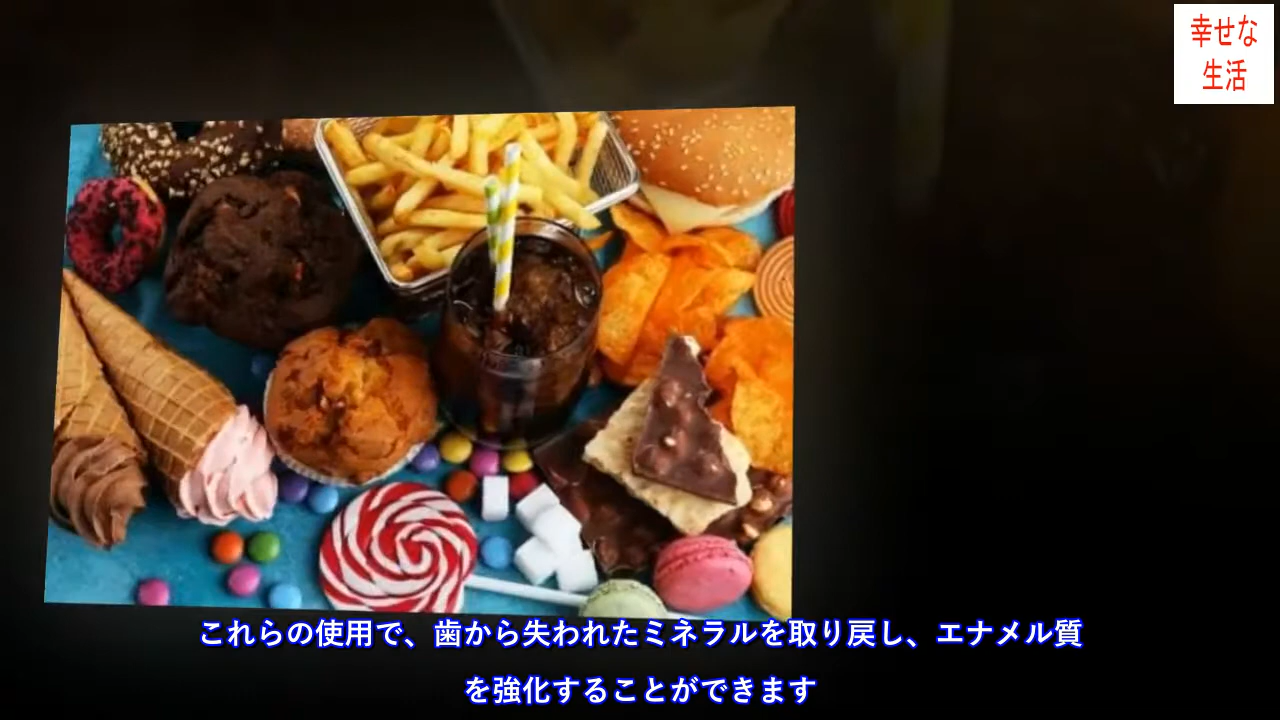 幸せな
生活
これらの使用で、歯から失われたミネラルを取り戻し、エナメル質
を強化することができます